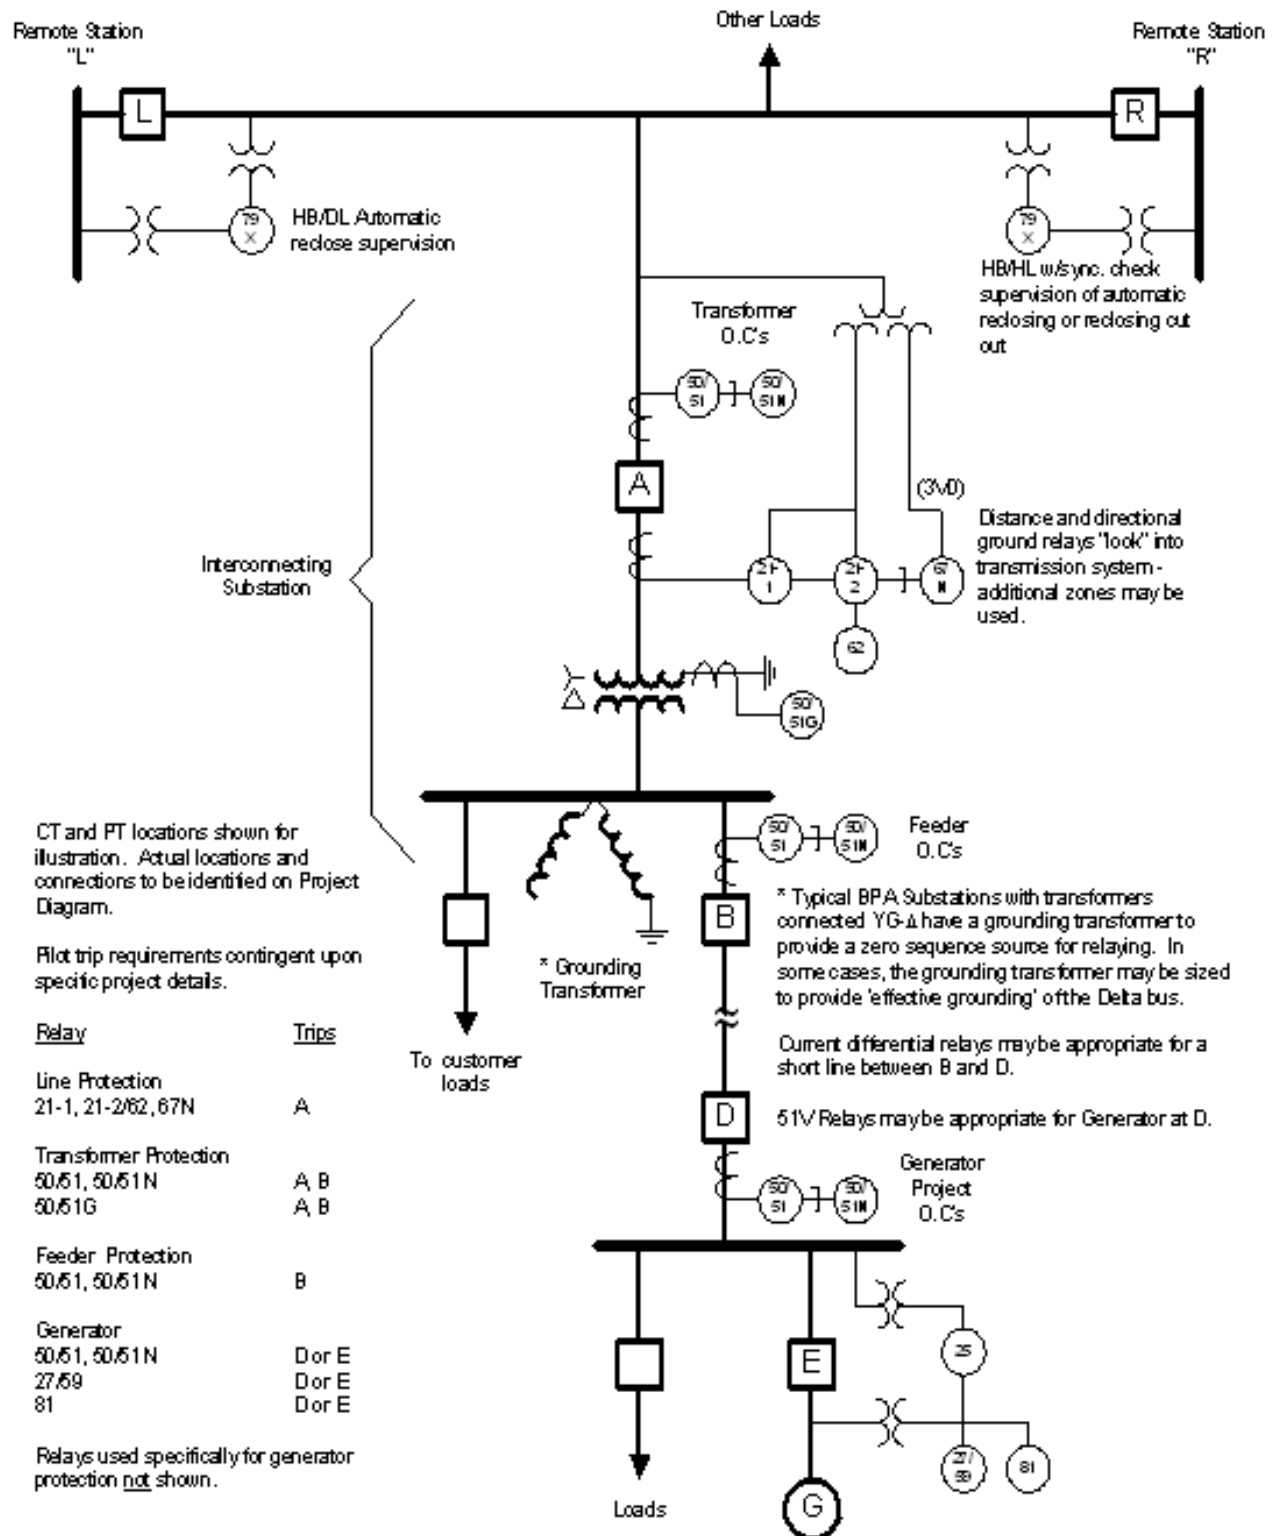 Other Loads
Remote Station
"L"
Remote Station
"R"
L
R
79
X
HB/DL Automatic
reclose supervision
79
X
HB/HL w/sync. check
supervision of automatic
reclosing or reclosing cut
out
Transformer
O.C's
50/
51
50/
51N
A
(3V0)
Distance and directional
ground relays "look" into
transmission system -
additional zones may be
used.
21-
1
21-
2
67
N
62
Interconnecting
Substation
50/
51G
CT and PT locations shown for
illustration. Actual locations and
connections to be identified on Project
Diagram.
Pilot trip requirements contingent upon
specific project details.
50/
51
50/
51N
Feeder
O.C's
B
* Typical BPA Substations with transformers
connected YG-Δ have a grounding transformer to
provide a zero sequence source for relaying. In
some cases, the grounding transformer may be sized
to provide 'effective grounding' of the Delta bus.
* Grounding
Transformer
To customer
loads
Current differential relays may be appropriate for a
short line between B and D.
D
51V Relays may be appropriate for Generator at D.
Relay Trips
Line Protection
21-1, 21-2/62, 67N A
Transformer Protection
50/51, 50/51N A, B
50/51G A, B
Feeder Protection
50/51, 50/51N B
Generator
50/51, 50/51N D or E
27/59 D or E
81 D or E
Relays used specifically for generator
protection not shown.
50/
51
50/
51N
Generator
Project
O.C's
E
25
27/
59
81
G
Loads